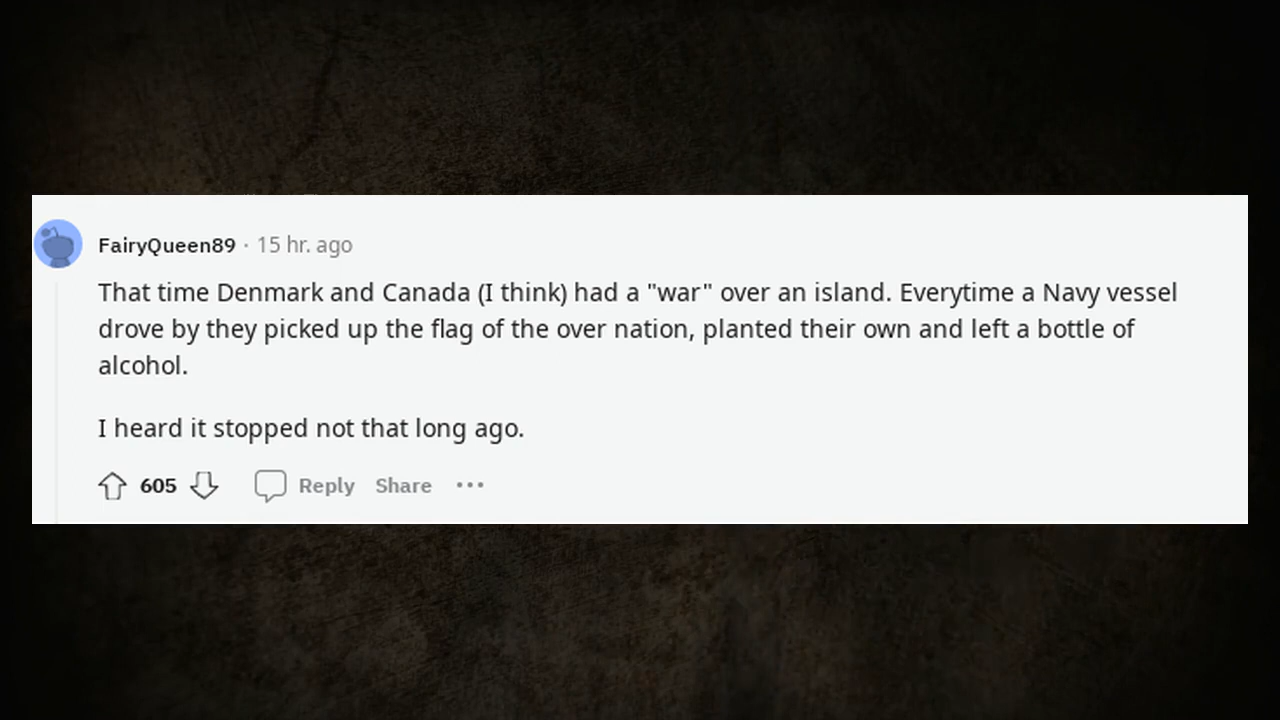 FairyQueen89 · 15 hr. ago
That time Denmark and Canada (I think) had a "war" over an island. Everytime a Navy vessel
drove by they picked up the flag of the over nation, planted their own and left a bottle of
alcohol.
I heard it stopped not that long ago.
605 Reply Share •••